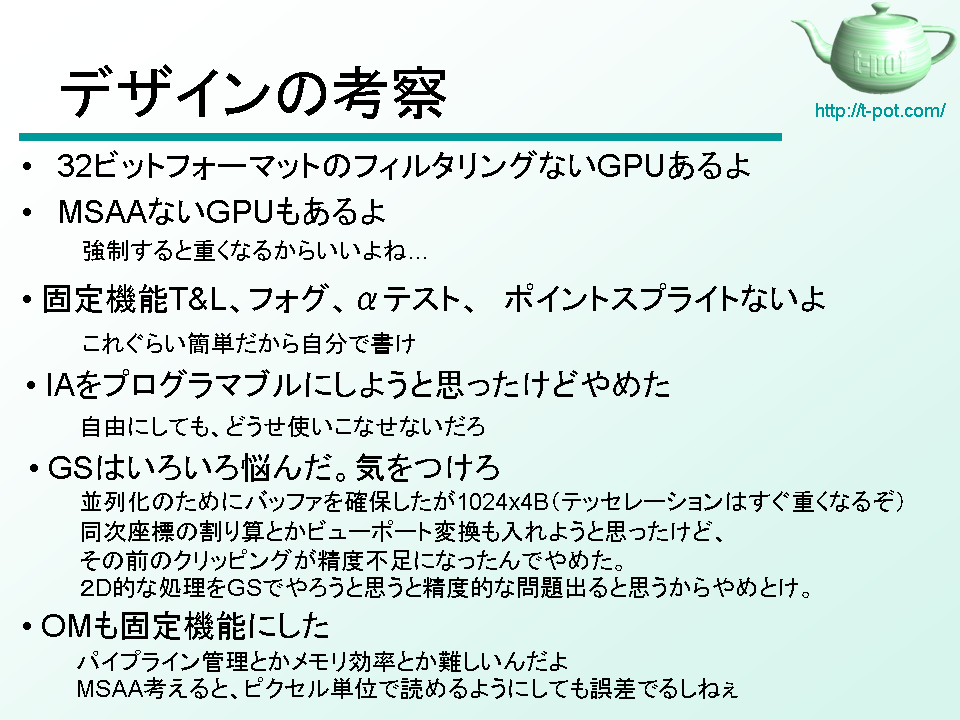 t-pot
http://t-pot.com/
デザインの考察
• 32ビットフォーマットのフィルタリングないGPUあるよ
• MSAAないGPUもあるよ
強制すると重くなるからいいよね…
• 固定機能T&L、フォグ、αテスト、 ポイントスプライトないよ
これぐらい簡単だから自分で書け
• IAをプログラマブルにしようと思ったけどやめた
自由にしても、どうせ使いこなせないだろ
• GSはいろいろ悩んだ。気をつけろ
並列化のためにバッファを確保したが1024x4B(テッセレーションはすぐ重くなるぞ)
同次座標の割り算とかビューポート変換も入れようと思ったけど、
その前のクリッピングが精度不足になったんでやめた。
２D的な処理をGSでやろうと思うと精度的な問題出ると思うからやめとけ。
• OMも固定機能にした
パイプライン管理とかメモリ効率とか難しいんだよ
MSAA考えると、ピクセル単位で読めるようにしても誤差でるしねぇ